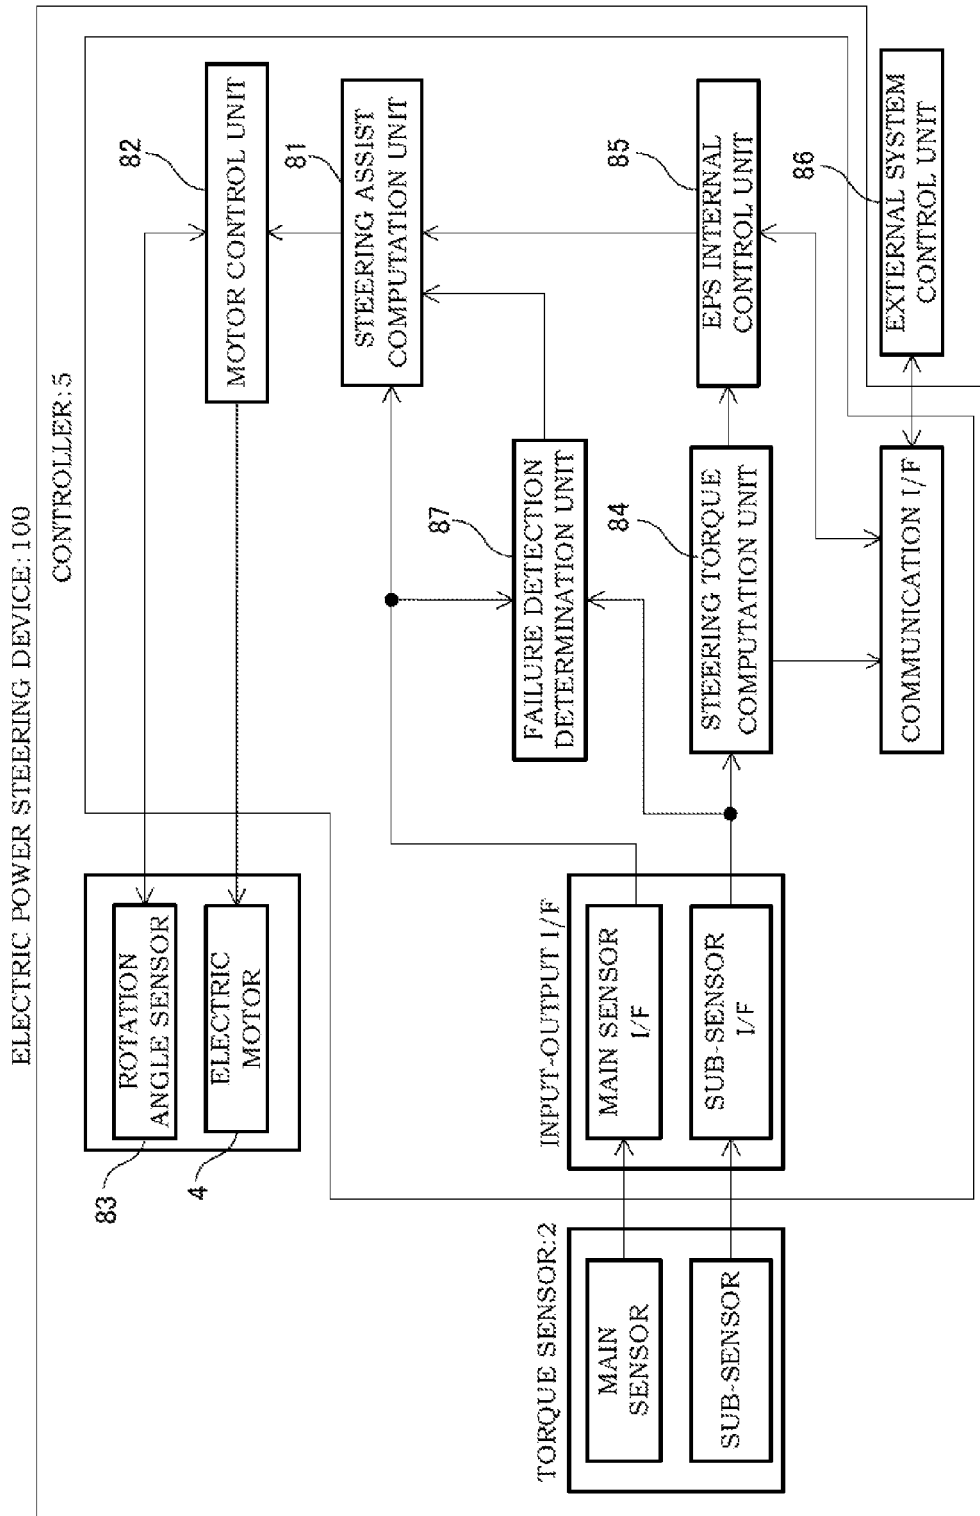 ELECTRIC POWER STEERING DEVICE:100
CONTROLLER:5
83
ROTATION
ANGLE SENSOR
4
ELECTRIC
MOTOR
82
MOTOR CONTROL UNIT
81
STEERING ASSIST
COMPUTATION UNIT
87
FAILURE DETECTION
DETERMINATION UNIT
85
EPS INTERNAL
CONTROL UNIT
84
STEERING TORQUE
COMPUTATION UNIT
86
EXTERNAL SYSTEM
CONTROL UNIT
COMMUNICATION I/F
INPUT-OUTPUT I/F
MAIN SENSOR
I/F
SUB-SENSOR
I/F
TORQUE SENSOR:2
MAIN
SENSOR
SUB-SENSOR